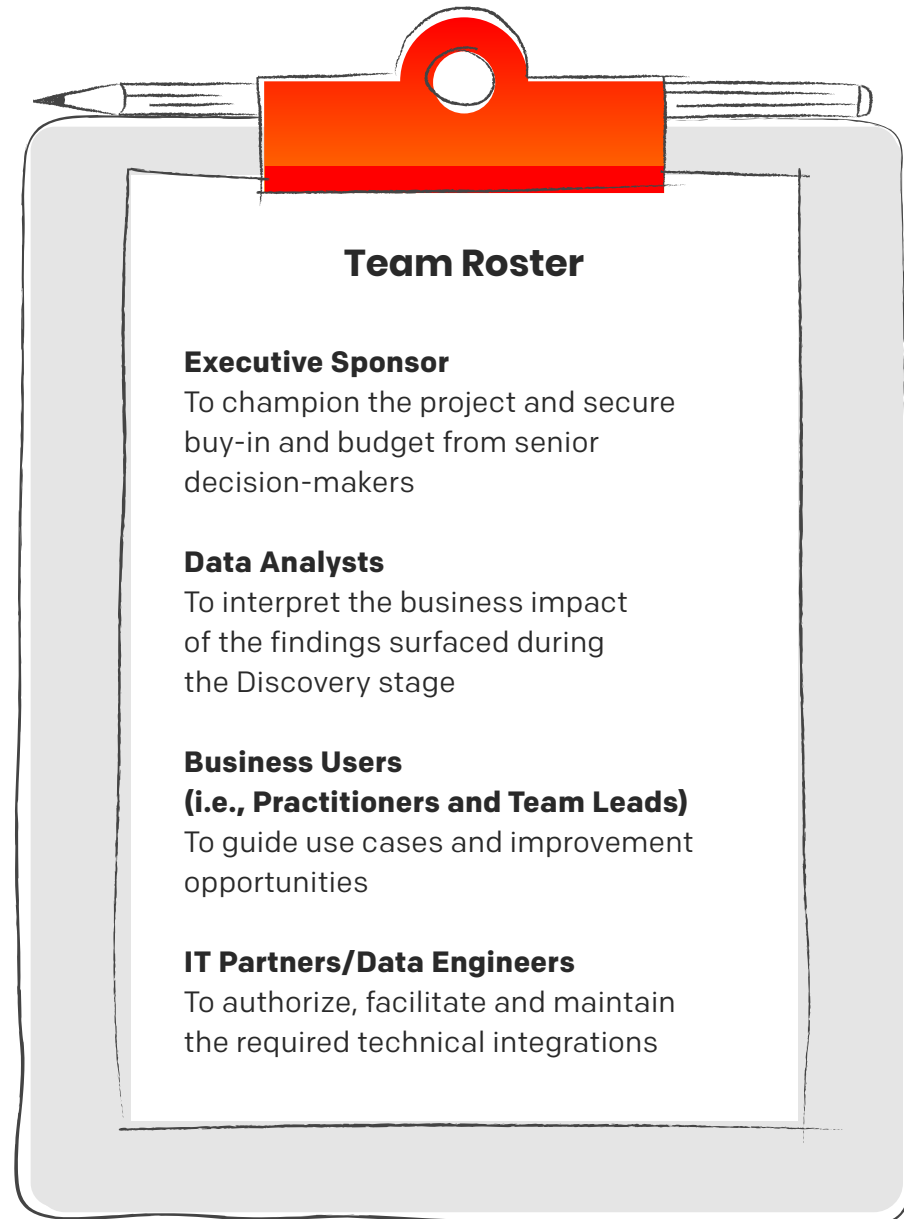 Team Roster
Executive Sponsor
To champion the project and secure
buy-in and budget from senior
decision-makers
Data Analysts
To interpret the business impact
of the findings surfaced during
the Discovery stage
Business Users
(i.e., Practitioners and Team Leads)
To guide use cases and improvement
opportunities
IT Partners/Data Engineers
To authorize, facilitate and maintain
the required technical integrations